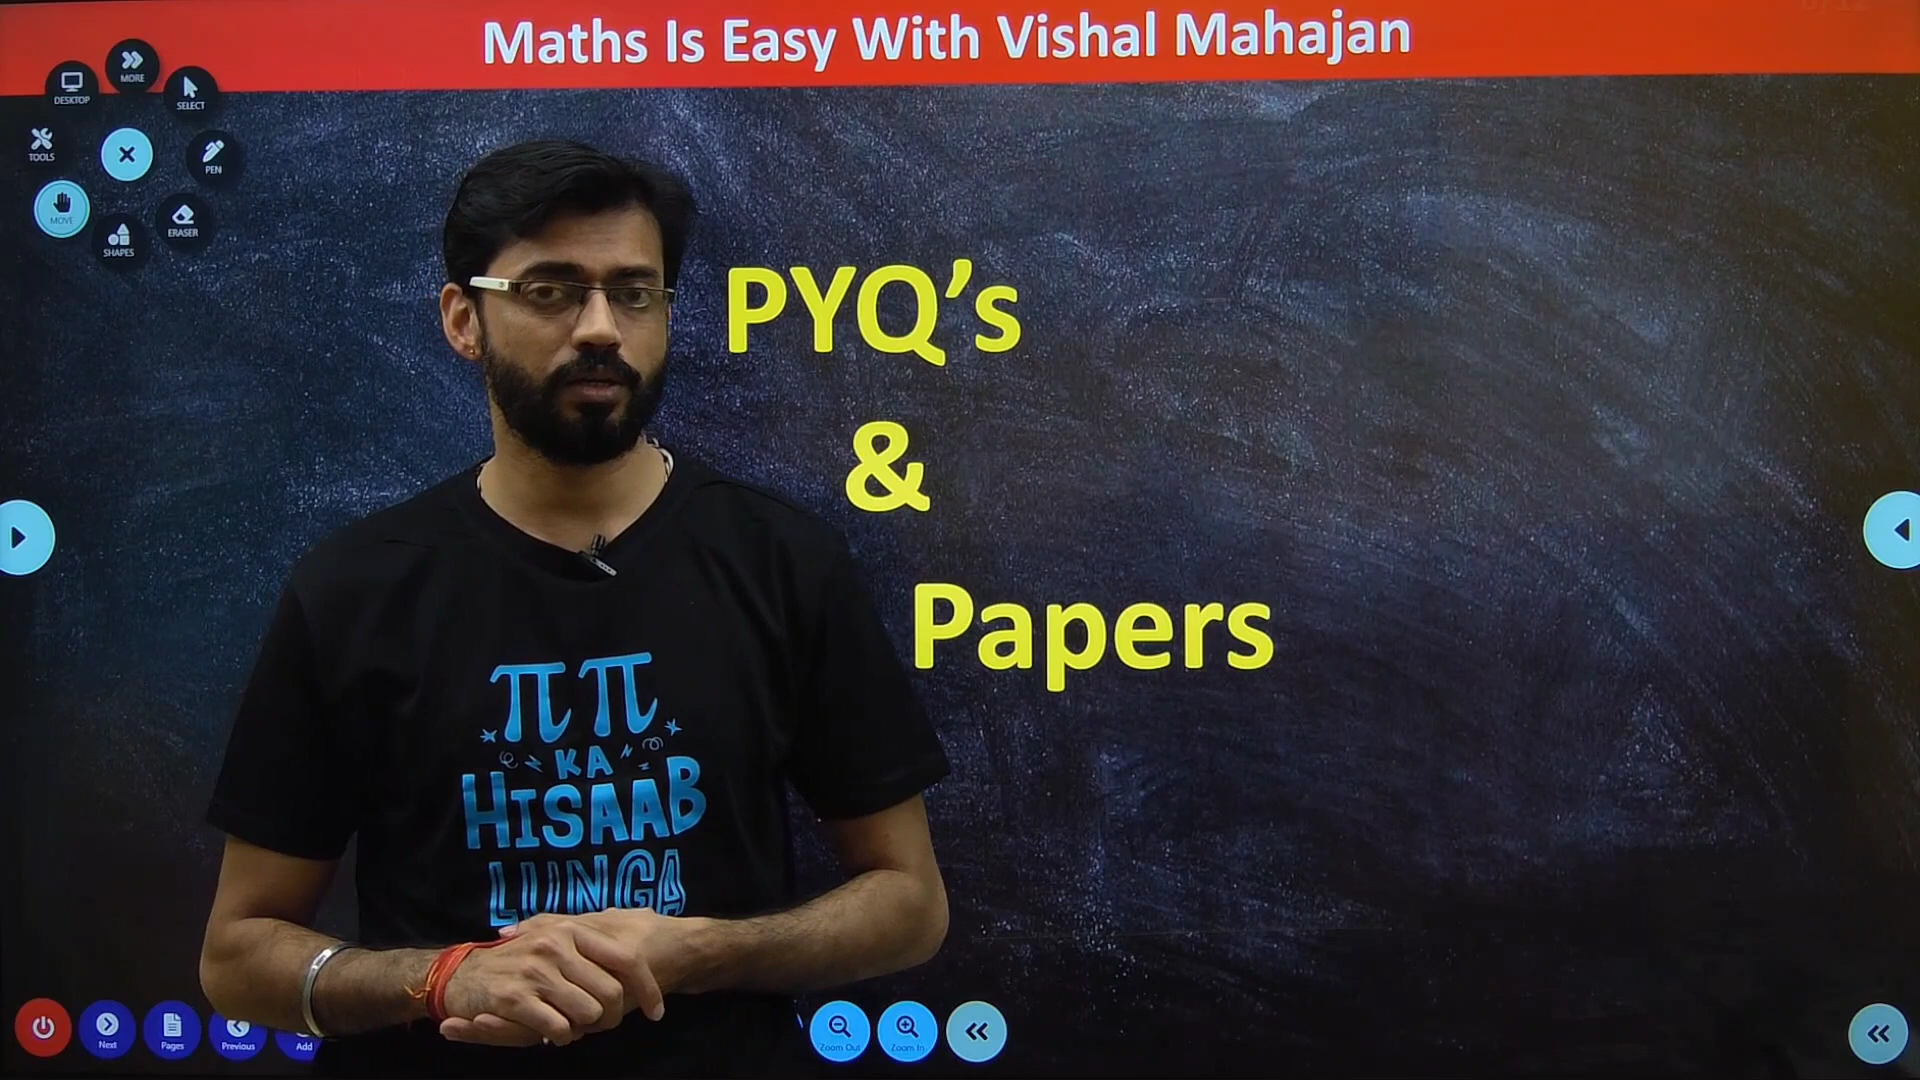 Maths Is Easy With Vishal Mahajan
MORE
DESKTOP
SELECT
TOOLS
PEN
MOVE
ERASER
SHAPES
PYQ’s
&
Papers
ππ
KA
HISAAB
LUNGA
Next
Pages
Previous
Add
Zoom Out
Zoom In